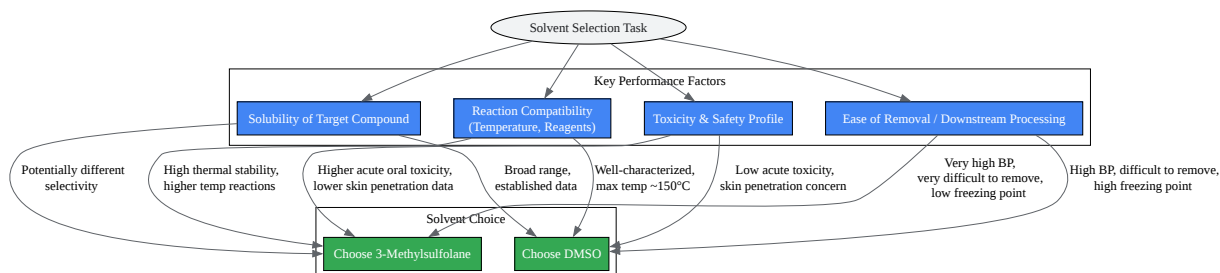 Solvent Selection Task
Key Performance Factors
Solubility of Target Compound
Reaction Compatibility
(Temperature, Reagents)
Toxicity & Safety Profile
Ease of Removal / Downstream Processing
Potentially different
selectivity
High thermal stability,
higher temp reactions
Higher acute oral toxicity,
lower skin penetration data
Broad range,
established data
Well-characterized,
max temp ~150°C
Low acute toxicity,
skin penetration concern
Very high BP,
very difficult to remove,
low freezing point
High BP, difficult to remove,
high freezing point
Solvent Choice
Choose 3-Methylsulfolane
Choose DMSO